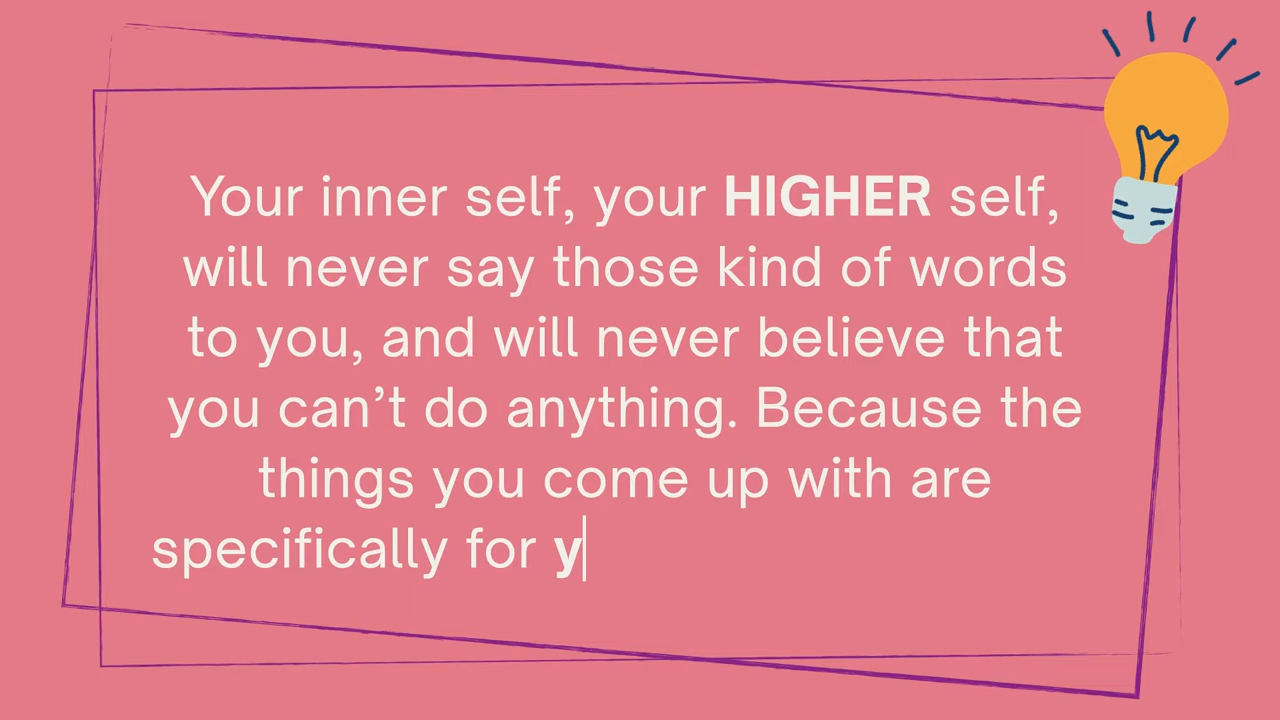 Your inner self, your HIGHER self,
will never say those kind of words
to you, and will never believe that
you can’t do anything. Because the
things you come up with are
specifically for y